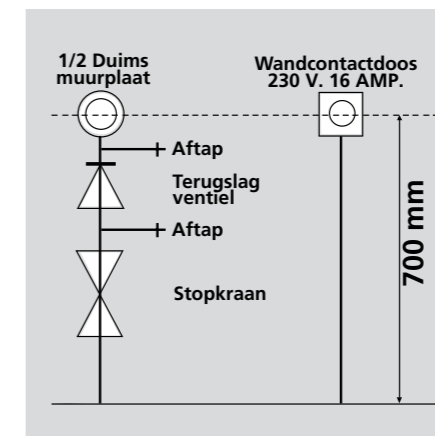 1/2 Duims
muurplaat
Wandcontactdoos
230 V. 16 AMP.
Aftap
Terugslag
ventiel
Aftap
Stopkraan
700 mm